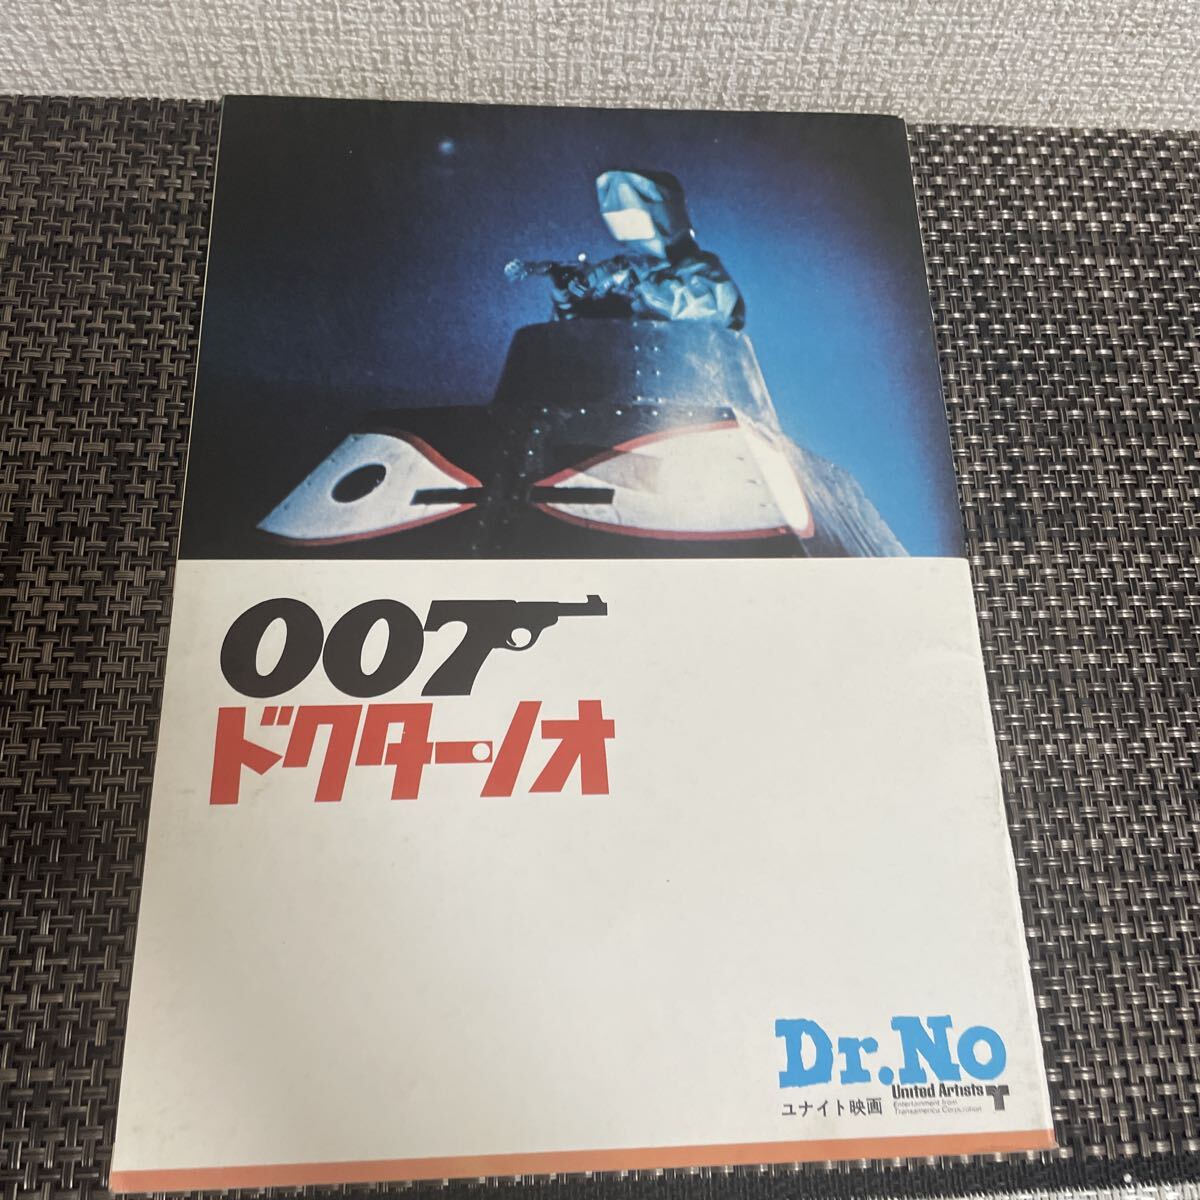 007
ドクター・ノオ
Dr.No
United Artists
ユナイト映画
Entertainment from
Transamerica Corporation